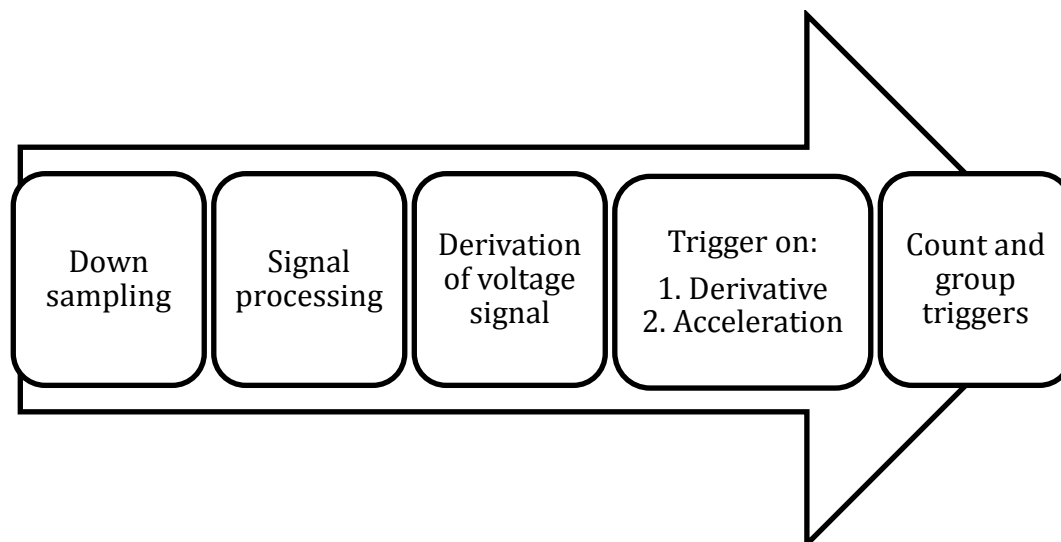 Down
sampling
Signal
processing
Derivation
of voltage
signal
Trigger on:
1. Derivative
2. Acceleration
Count and
group
triggers